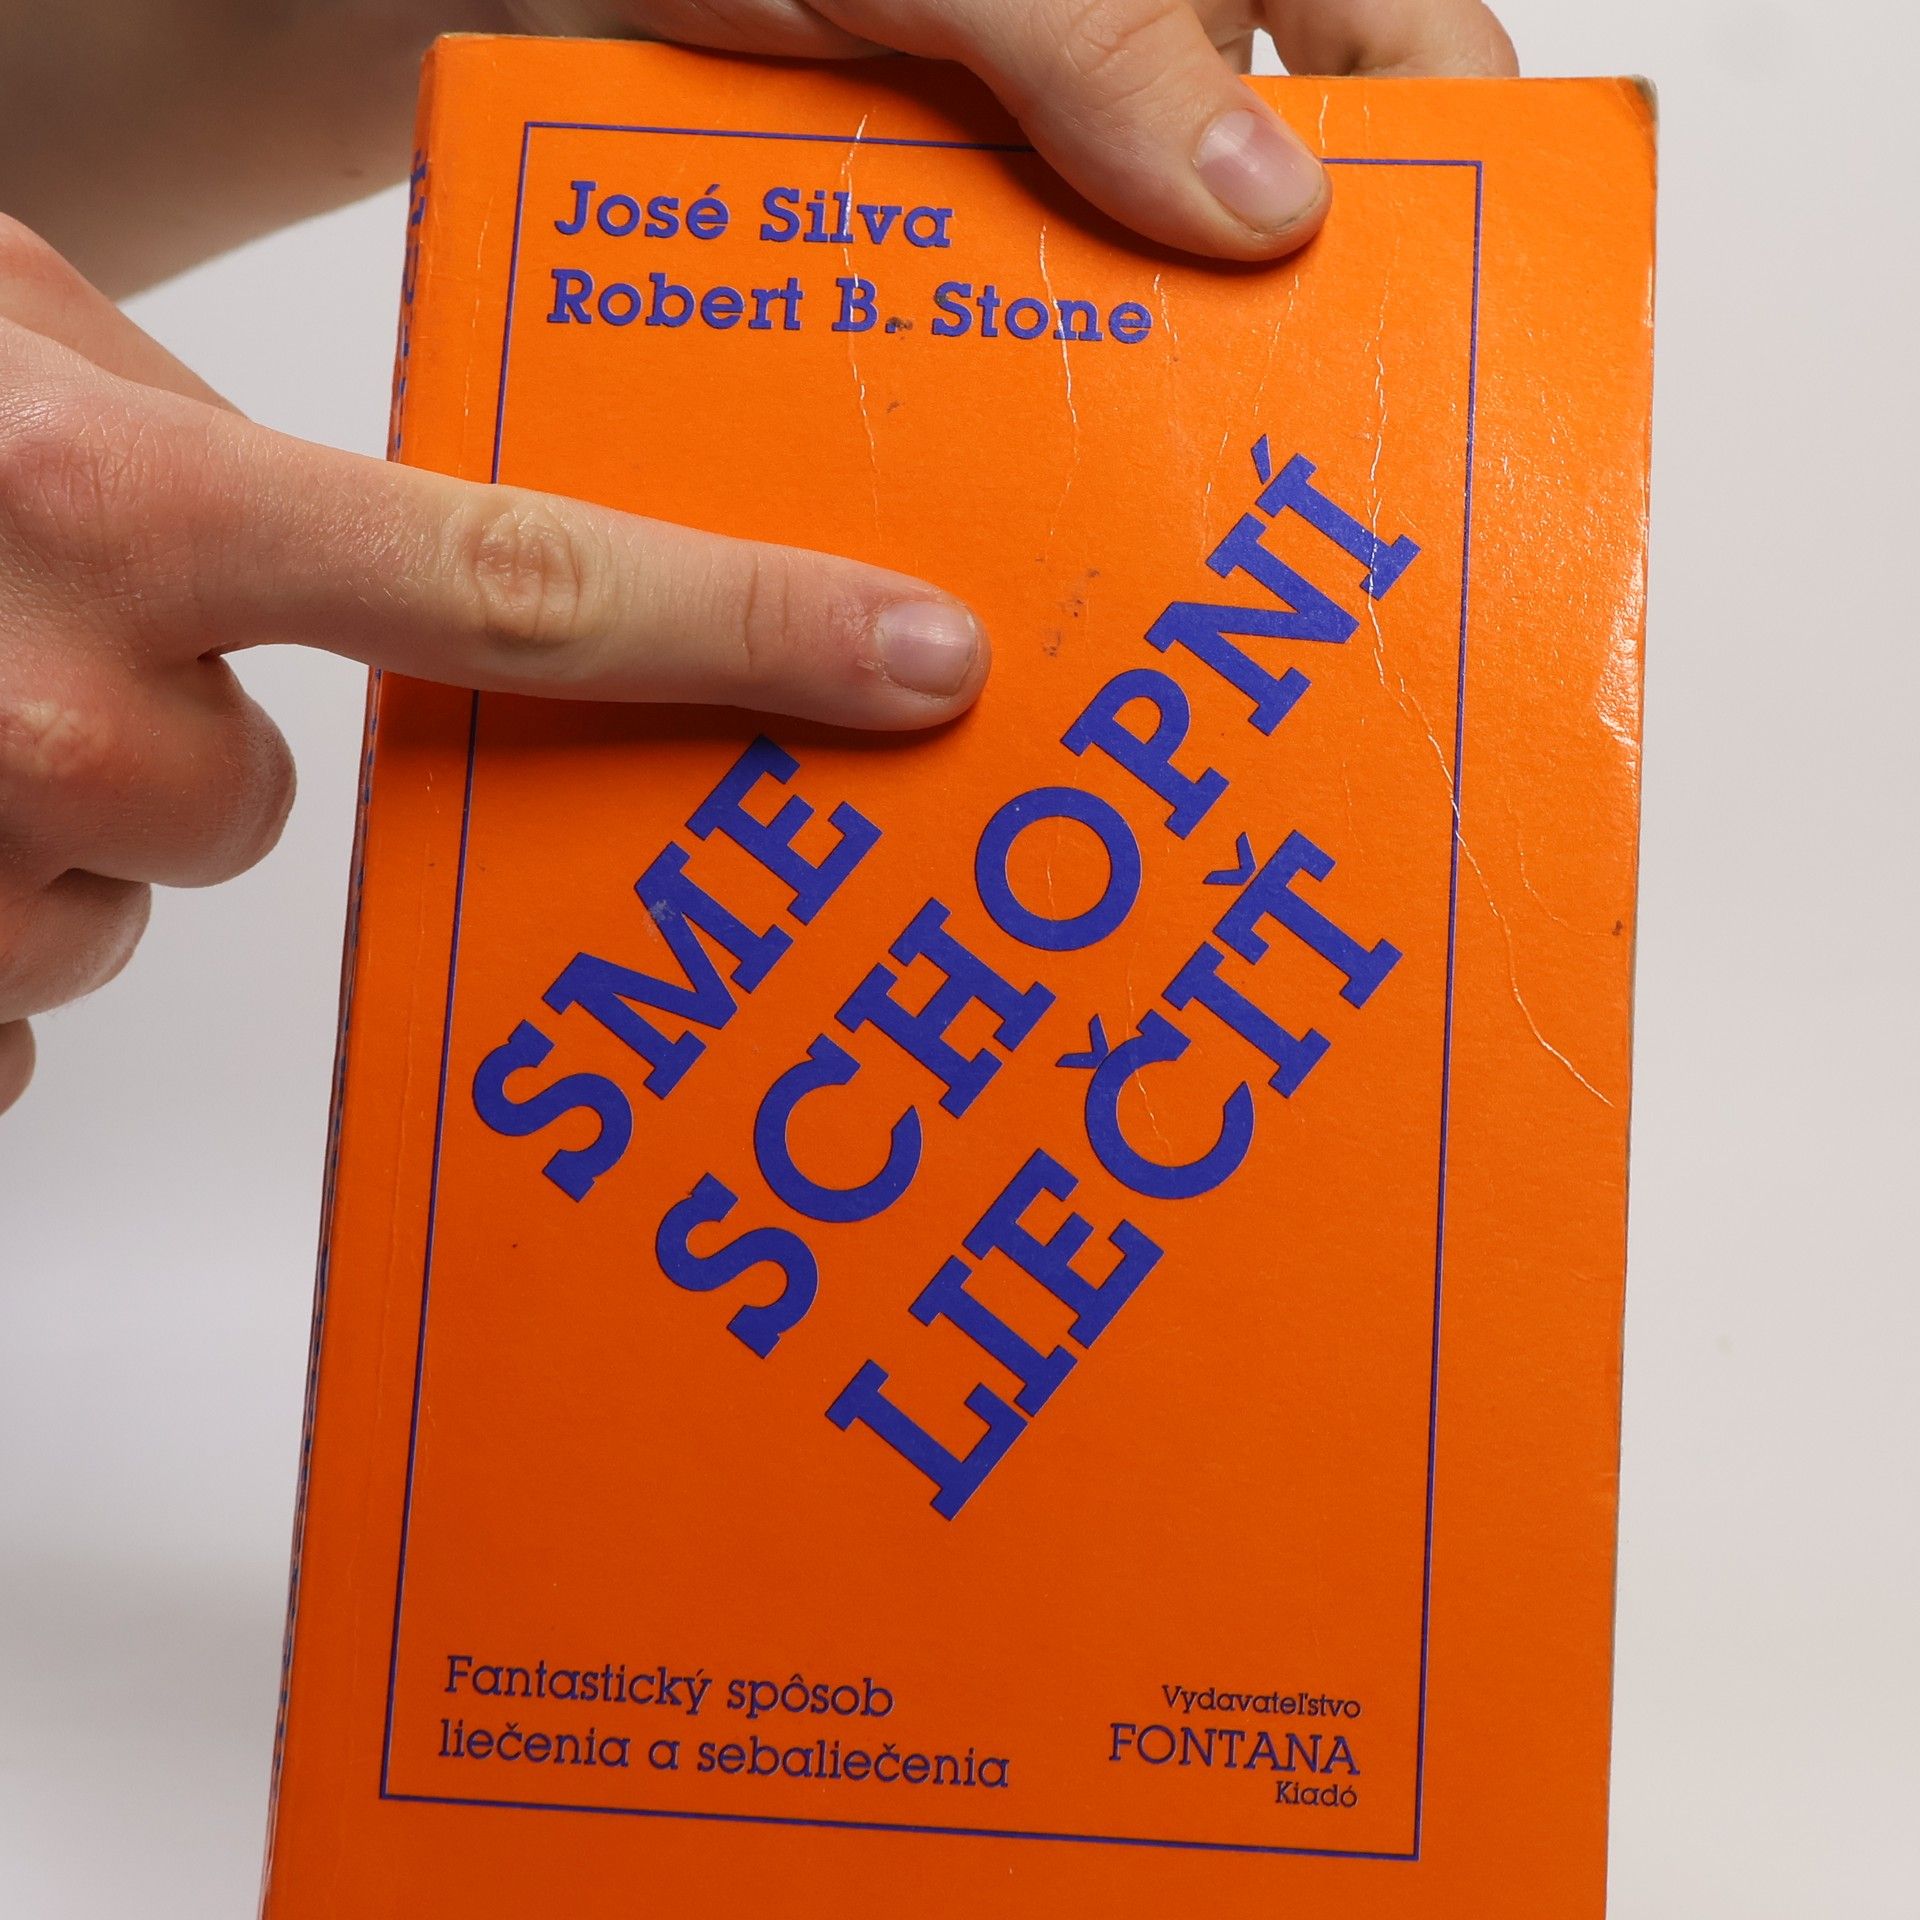 José Silva
Robert B. Stone
SME
SCHOPNÍ
LIEČIŤ
Fantastický spôsob
liečenia a sebaliečenia
Vydavateľstvo
FONTANA
Kiadó